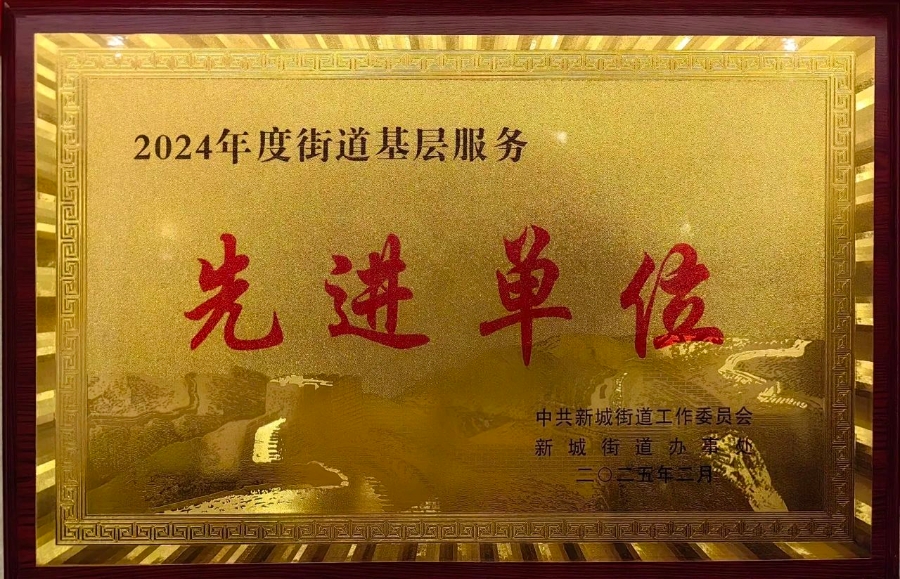 2024年度街道基层服务
先进单位
中共新城街道工作委员会
新城街道办事处
二〇二五年二月